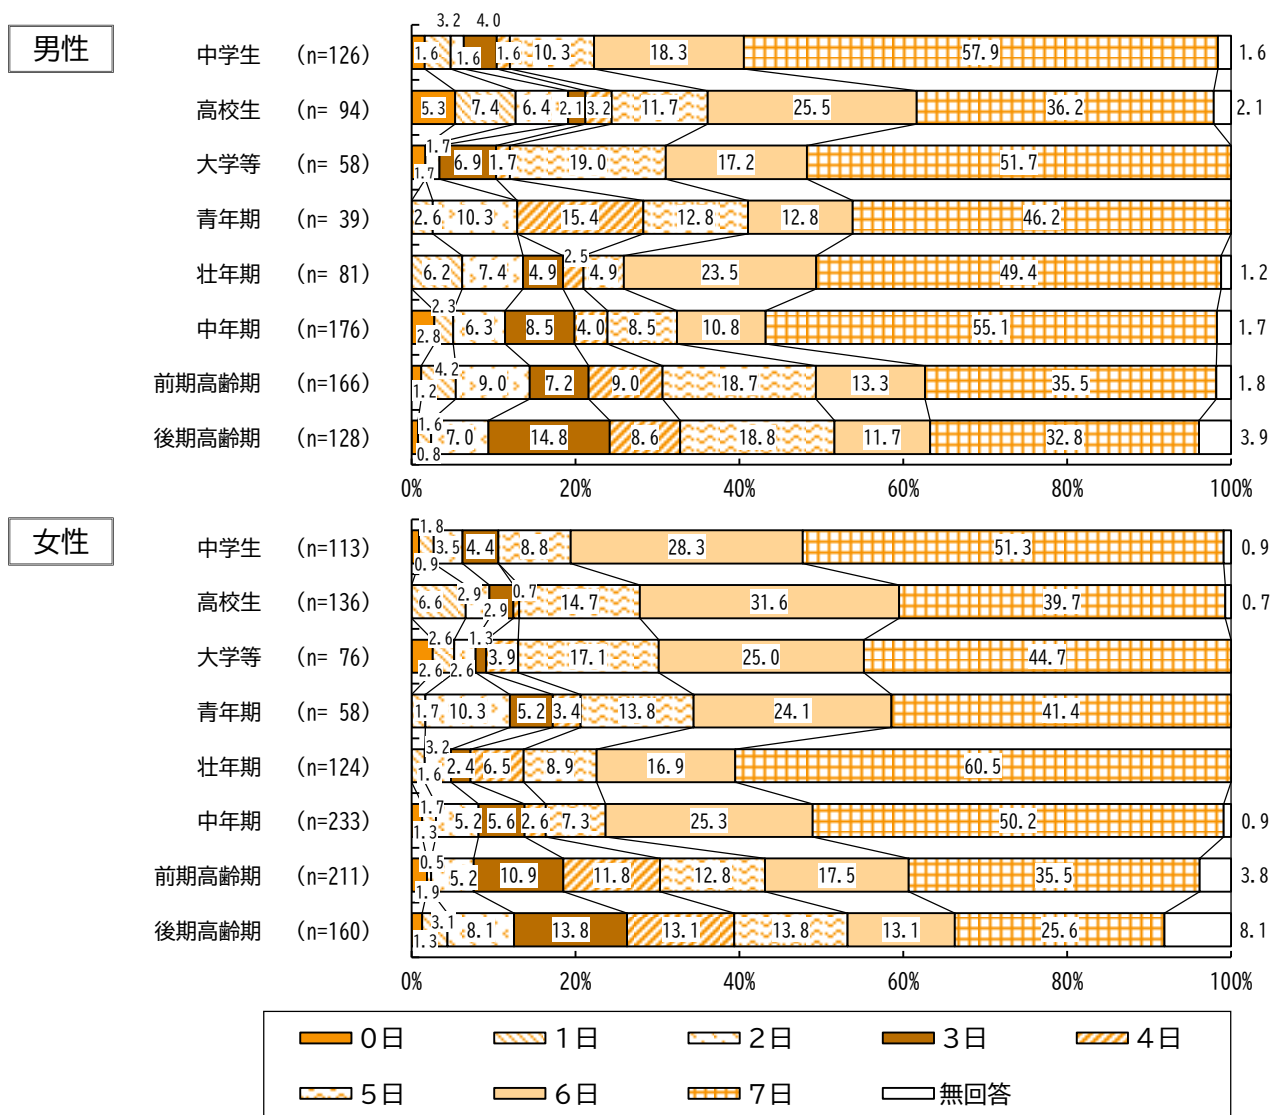 男性
3.2 4.0
中学生 (n=126) 1.6 1.6 1.6 10.3 18.3 57.9 1.6
高校生 (n= 94) 5.3 7.4 6.4 2.1 3.2 11.7 25.5 36.2 2.1
1.7
大学等 (n= 58) 1.7 6.9 1.7 19.0 17.2 51.7
青年期 (n= 39) 2.6 10.3 15.4 12.8 12.8 46.2
2.5
壮年期 (n= 81) 6.2 7.4 4.9 4.9 23.5 49.4 1.2
2.3
中年期 (n=176) 2.8 6.3 8.5 4.0 8.5 10.8 55.1 1.7
4.2
前期高齢期 (n=166) 1.2 9.0 7.2 9.0 18.7 13.3 35.5 1.8
1.6
後期高齢期 (n=128) 0.8 7.0 14.8 8.6 18.8 11.7 32.8 3.9
0% 20% 40% 60% 80% 100%
女性
1.8
中学生 (n=113) 0.9 3.5 4.4 8.8 28.3 51.3 0.9
2.9 0.7
高校生 (n=136) 6.6 2.9 14.7 31.6 39.7 0.7
2.6 1.3
大学等 (n= 76) 2.6 2.6 3.9 17.1 25.0 44.7
青年期 (n= 58) 1.7 10.3 5.2 3.4 13.8 24.1 41.4
3.2
壮年期 (n=124) 1.6 2.4 6.5 8.9 16.9 60.5
1.7
中年期 (n=233) 1.3 5.2 5.6 2.6 7.3 25.3 50.2 0.9
0.5
前期高齢期 (n=211) 1.9 5.2 10.9 11.8 12.8 17.5 35.5 3.8
3.1
後期高齢期 (n=160) 1.3 8.1 13.8 13.1 13.8 13.1 25.6 8.1
0% 20% 40% 60% 80% 100%
0日 1日 2日 3日 4日
5日 6日 7日 無回答